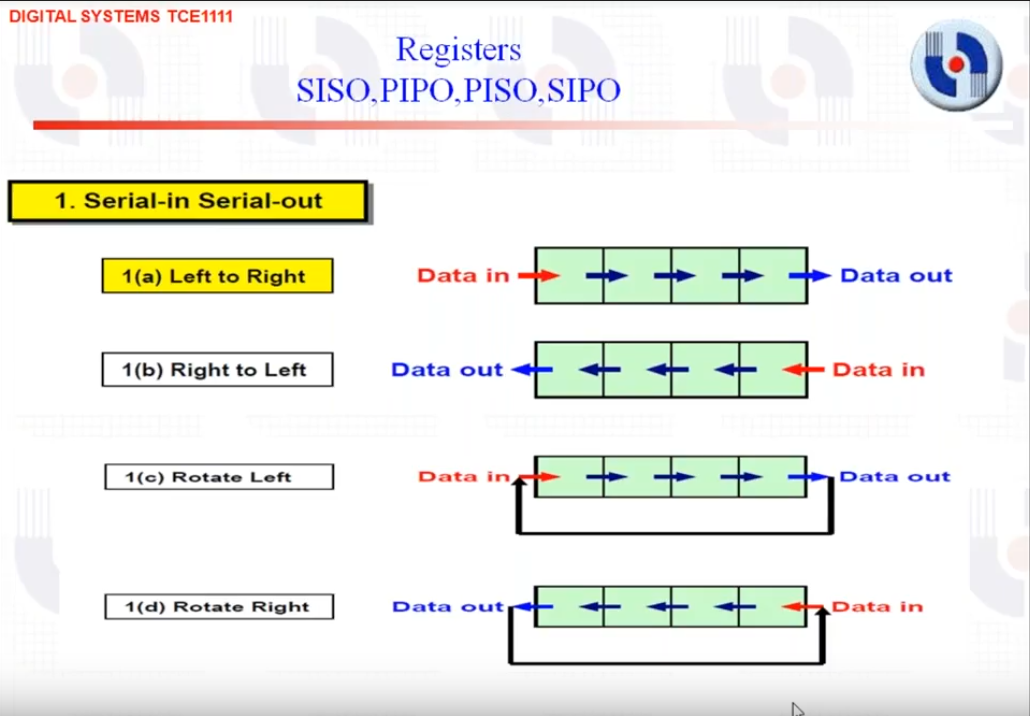 DIGITAL SYSTEMS TCE1111
Registers
SISO,PIPO,PISO,SIPO
1. Serial-in Serial-out
1(a) Left to Right
Data in
Data out
1(b) Right to Left
Data out
Data in
1(c) Rotate Left
Data in
Data out
1(d) Rotate Right
Data out
Data in